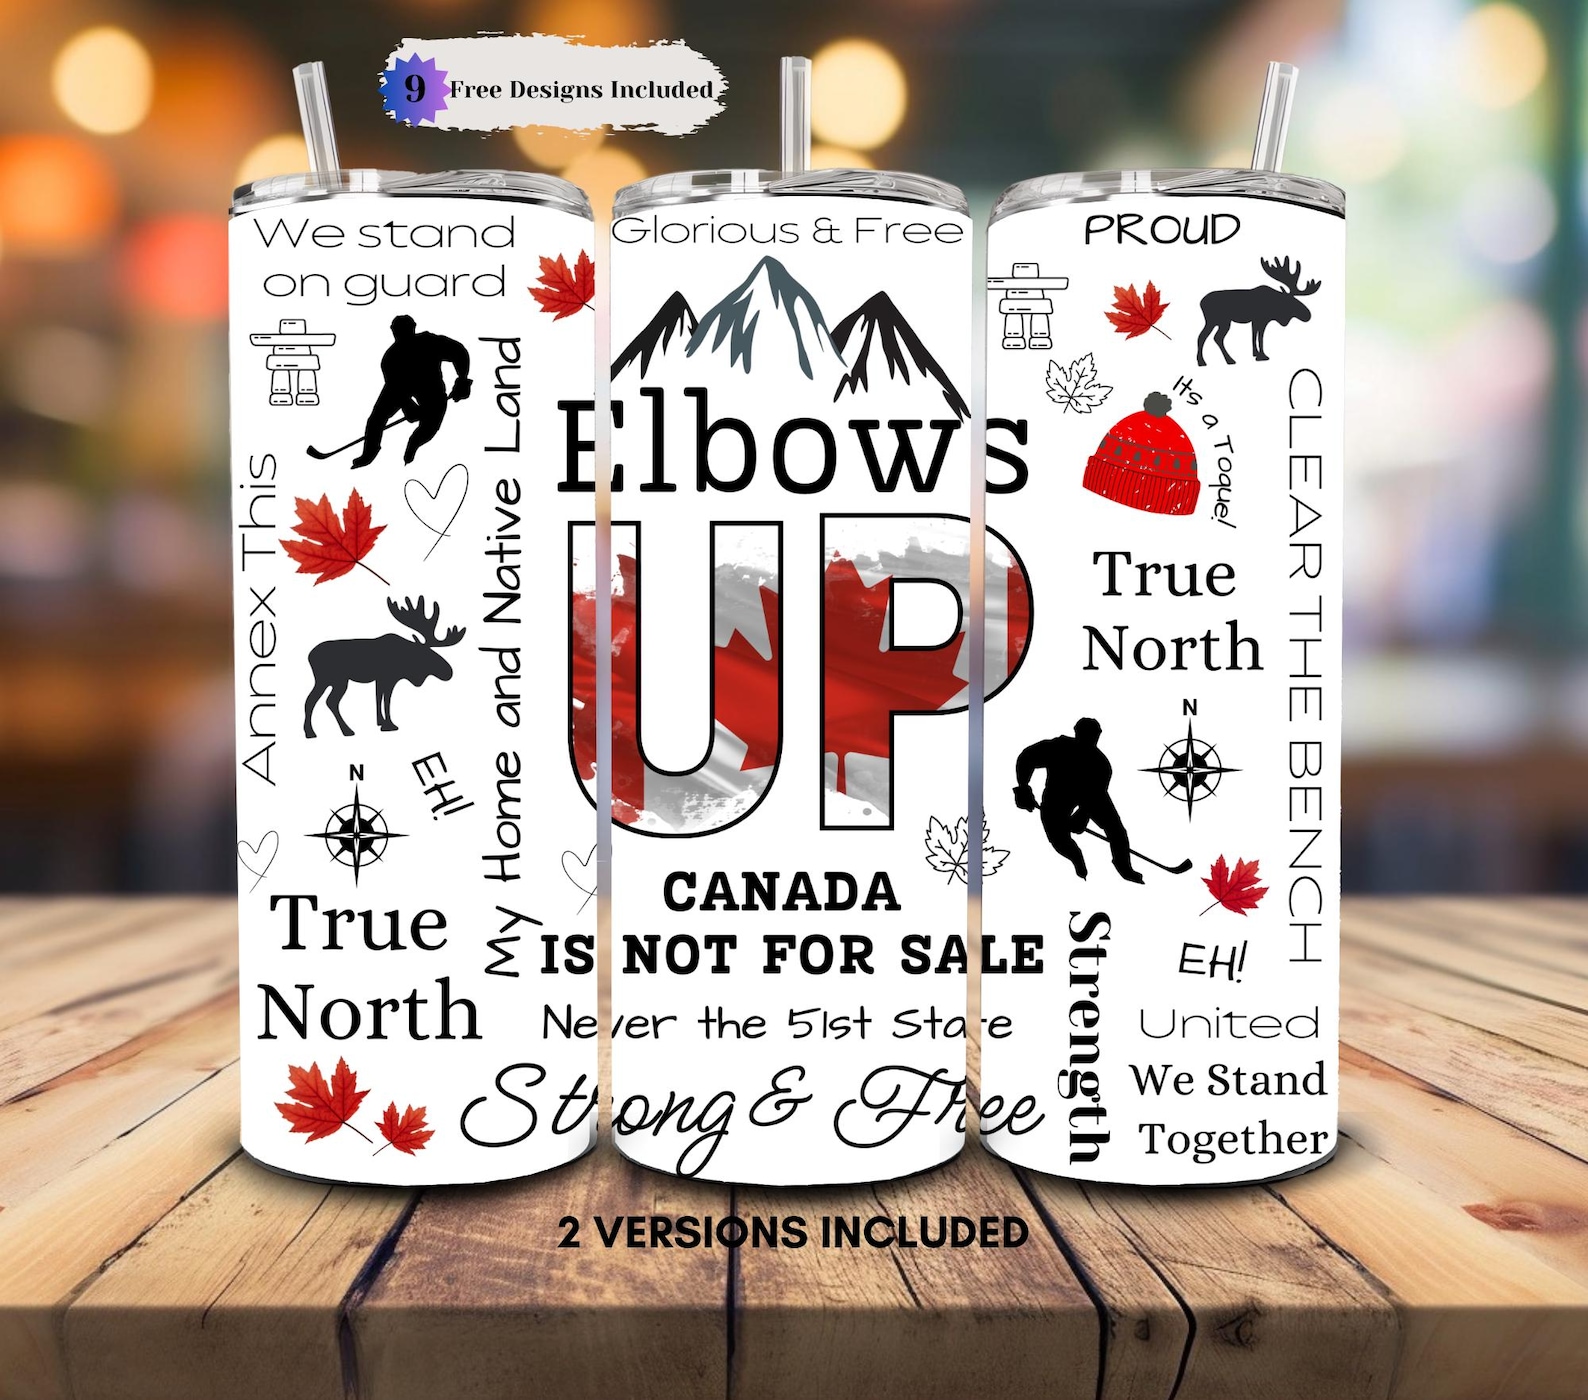 9 Free Designs Included
We stand
on guard
My Home and Native Land
Annex This
EH!
N
True
North
Glorious & Free
Elbows
UP
CANADA
IS NOT FOR SALE
Never the 51st State
Strong & Free
PROUD
Its a Toque!
CLEAR THE BENCH
True
North
N
EH!
Strength
United
We Stand
Together
2 VERSIONS INCLUDED